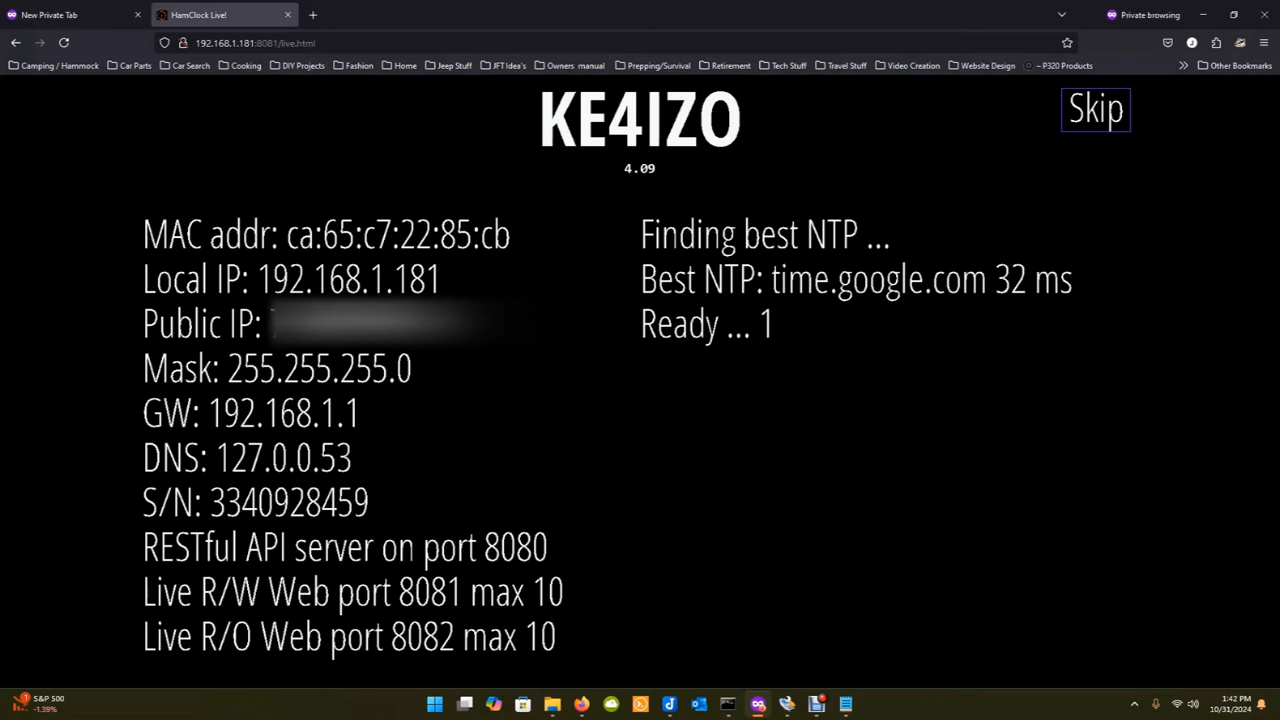 New Private Tab
HamClock Live!
Private browsing
192.168.1.181:8081/live.html
Camping / Hammock
Car Parts
Car Search
Cooking
DIY Projects
Fashion
Home
Jeep Stuff
JFT Idea's
Owners manual
Prepping/Survival
Retirement
Tech Stuff
Travel Stuff
Video Creation
Website Design
– P320 Products
Other Bookmarks
KE4IZO
Skip
4.09
MAC addr: ca:65:c7:22:85:cb
Local IP: 192.168.1.181
Public IP:
Mask: 255.255.255.0
GW: 192.168.1.1
DNS: 127.0.0.53
S/N: 3340928459
RESTful API server on port 8080
Live R/W Web port 8081 max 10
Live R/O Web port 8082 max 10
Finding best NTP ...
Best NTP: time.google.com 32 ms
Ready ... 1
S&P 500
-1.39%
1:42 PM
10/31/2024